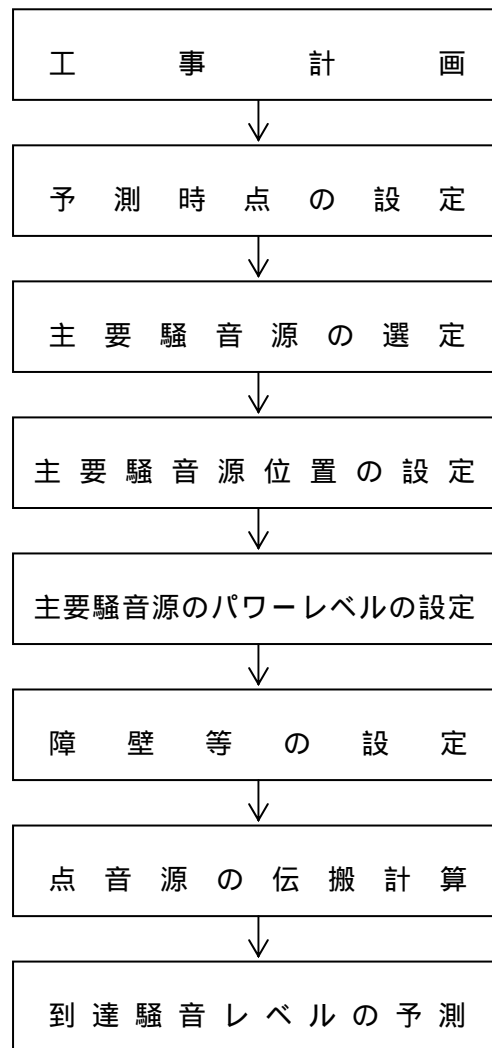 工事計画
予測時点の設定
主要騒音源の選定
主要騒音源位置の設定
主要騒音源のパワーレベルの設定
障壁等の設定
点音源の伝搬計算
到達騒音レベルの予測